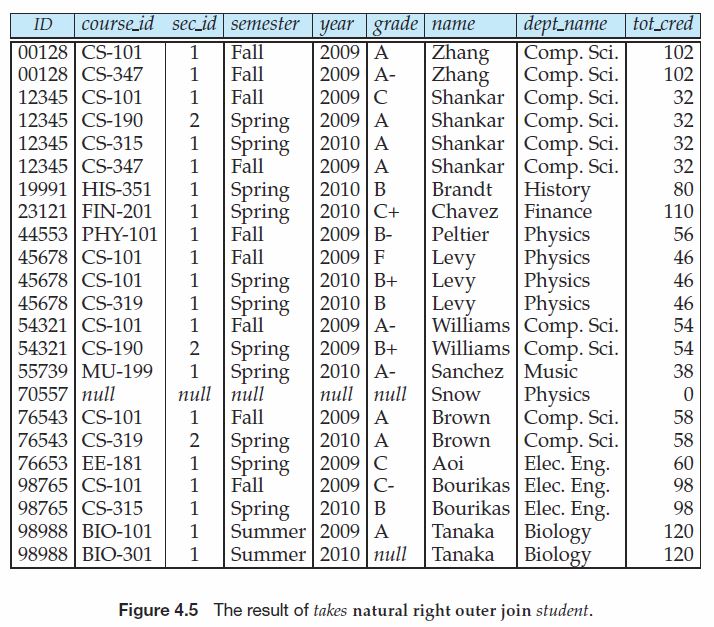 ID course_id sec_id semester year grade name dept_name tot_cred
00128 CS-101 1 Fall 2009 A Zhang Comp. Sci. 102
00128 CS-347 1 Fall 2009 A- Zhang Comp. Sci. 102
12345 CS-101 1 Fall 2009 C Shankar Comp. Sci. 32
12345 CS-190 2 Spring 2009 A Shankar Comp. Sci. 32
12345 CS-315 1 Spring 2010 A Shankar Comp. Sci. 32
12345 CS-347 1 Fall 2009 A Shankar Comp. Sci. 32
19991 HIS-351 1 Spring 2010 B Brandt History 80
23121 FIN-201 1 Spring 2010 C+ Chavez Finance 110
44553 PHY-101 1 Fall 2009 B- Peltier Physics 56
45678 CS-101 1 Fall 2009 F Levy Physics 46
45678 CS-101 1 Spring 2010 B+ Levy Physics 46
45678 CS-319 1 Spring 2010 B Levy Physics 46
54321 CS-101 1 Fall 2009 A- Williams Comp. Sci. 54
54321 CS-190 2 Spring 2009 B+ Williams Comp. Sci. 54
55739 MU-199 1 Spring 2010 A- Sanchez Music 38
70557 null null null null null Snow Physics 0
76543 CS-101 1 Fall 2009 A Brown Comp. Sci. 58
76543 CS-319 2 Spring 2010 A Brown Comp. Sci. 58
76653 EE-181 1 Spring 2009 C Aoi Elec. Eng. 60
98765 CS-101 1 Fall 2009 C- Bourikas Elec. Eng. 98
98765 CS-315 1 Spring 2010 B Bourikas Elec. Eng. 98
98988 BIO-101 1 Summer 2009 A Tanaka Biology 120
98988 BIO-301 1 Summer 2010 null Tanaka Biology 120
Figure 4.5 The result of takes natural right outer join student.